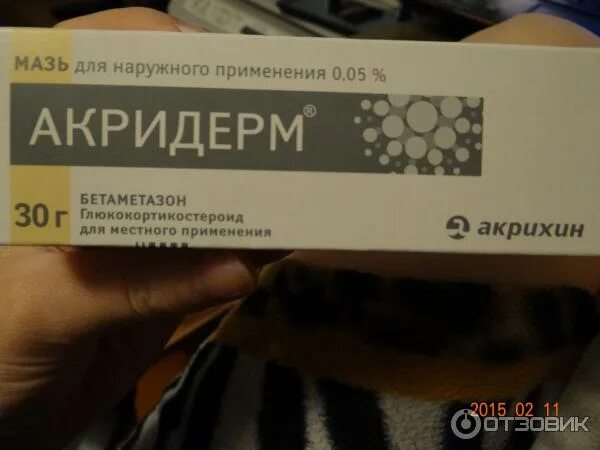 МАЗЬ для наружного применения 0,05 %
АКРИДЕРМ®
30 г
БЕТАМЕТАЗОН
Глюкокортикостероид
для местного применения
акрихин
2015 02 11
ОТЗОВИК